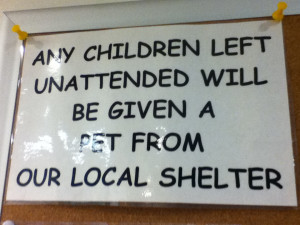 ANY CHILDREN LEFT
UNATTENDED WILL
BE GIVEN A
PET FROM
OUR LOCAL SHELTER